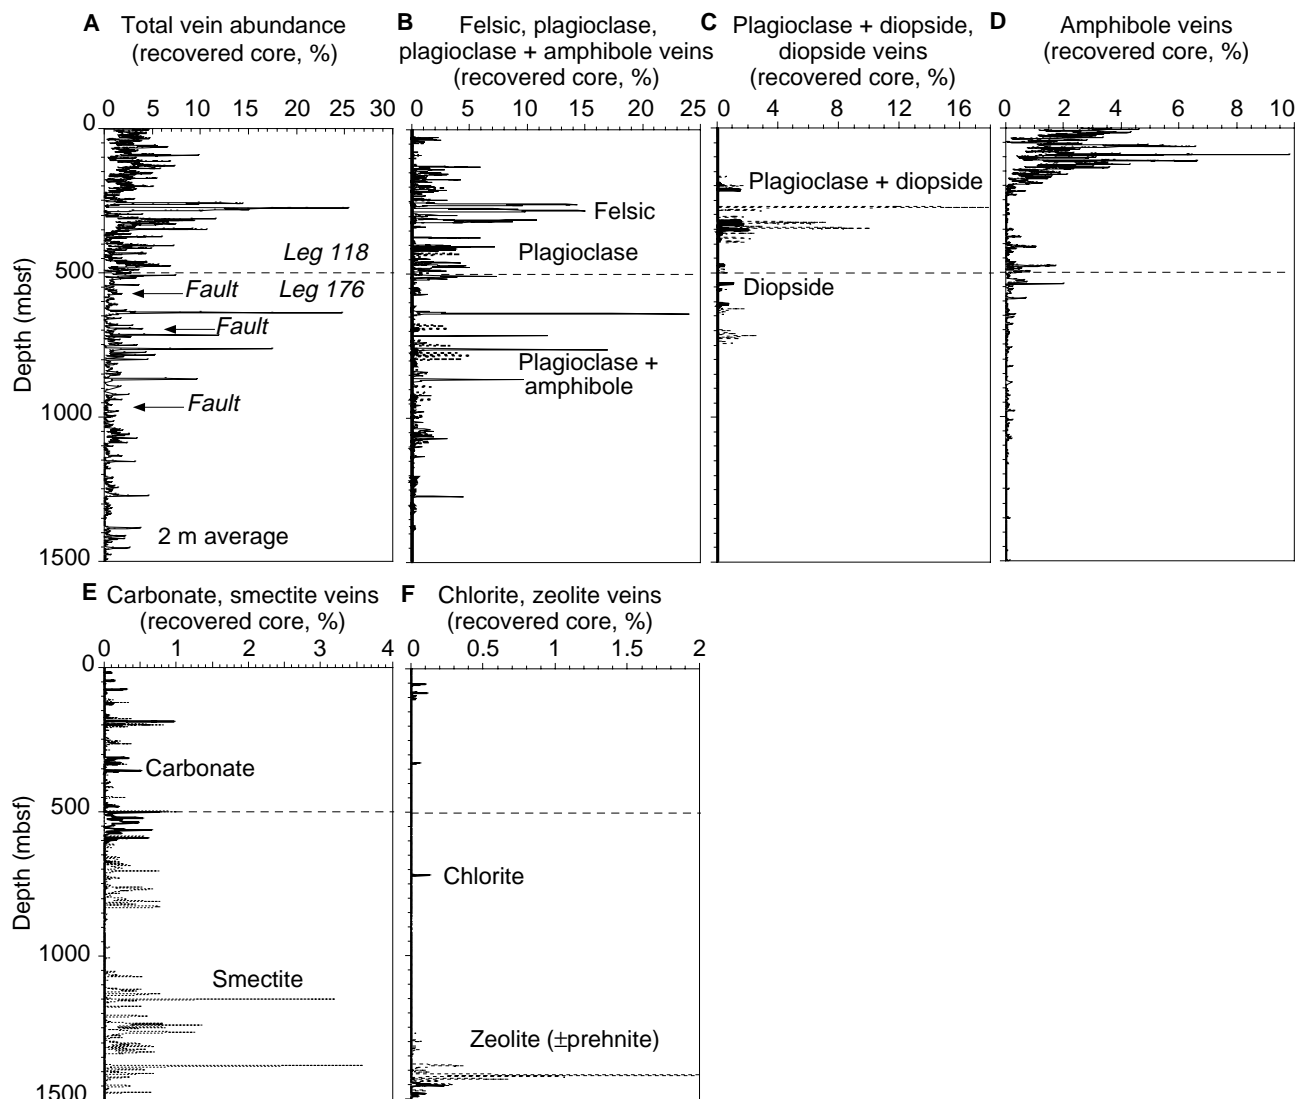 A Total vein abundance
(recovered core, %)
0 5 10 15 20 25 30
0
500
1000
1500
Depth (mbsf)
Leg 118
Leg 176
Fault
Fault
Fault
2 m average
B Felsic, plagioclase,
plagioclase + amphibole veins
(recovered core, %)
0 5 10 15 20 25
Felsic
Plagioclase
Plagioclase +
amphibole
C Plagioclase + diopside,
diopside veins
(recovered core, %)
0 4 8 12 16
Plagioclase + diopside
Diopside
D Amphibole veins
(recovered core, %)
0 2 4 6 8 10
E Carbonate, smectite veins
(recovered core, %)
0 1 2 3 4
0
500
1000
1500
Depth (mbsf)
Carbonate
Smectite
F Chlorite, zeolite veins
(recovered core, %)
0 0.5 1 1.5 2
Chlorite
Zeolite (±prehnite)